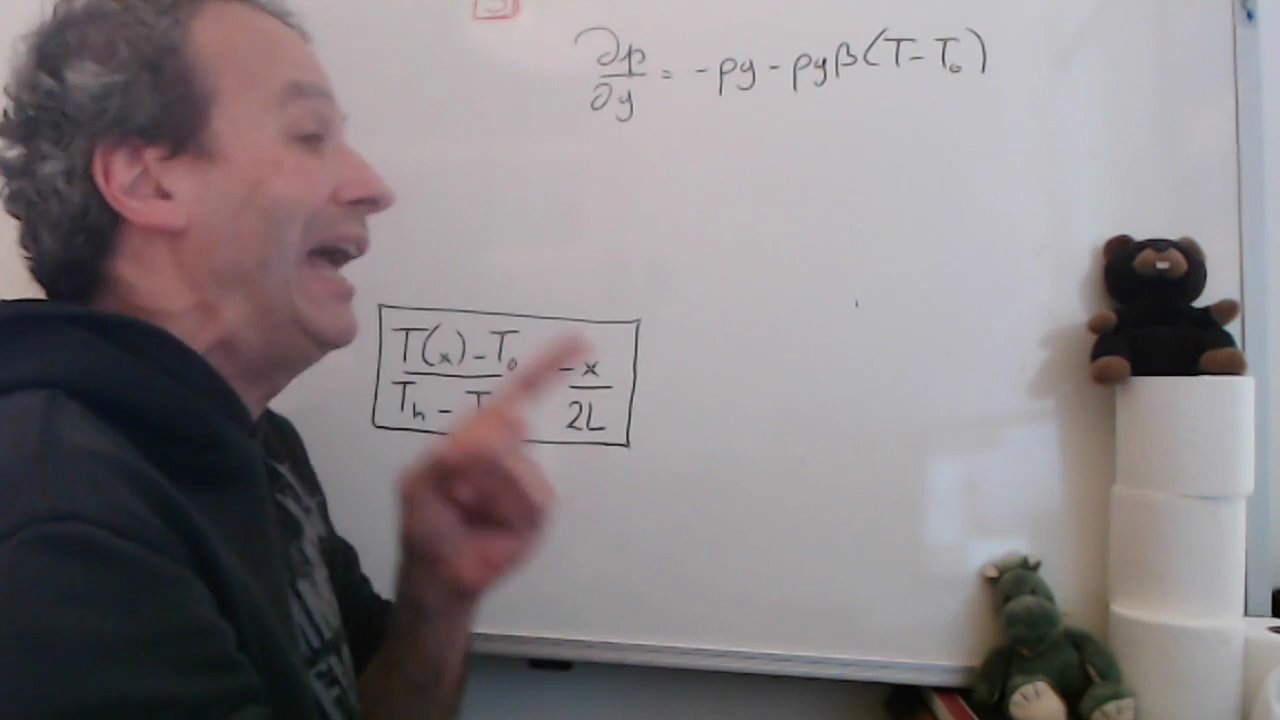 ∂p/∂y = -ρg - ρgβ(T-T₀)
T(x)-T₀ / Th - T
-x / 2L